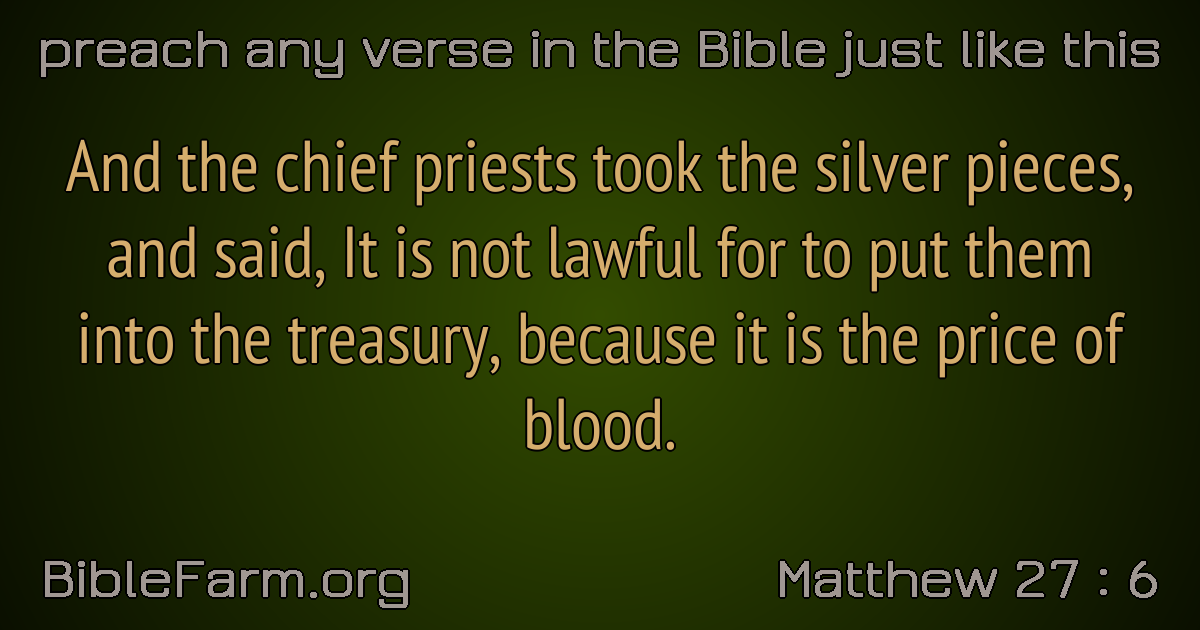 preach any verse in the Bible just like this
And the chief priests took the silver pieces,
and said, It is not lawful for to put them
into the treasury, because it is the price of
blood.
BibleFarm.org
Matthew 27 : 6